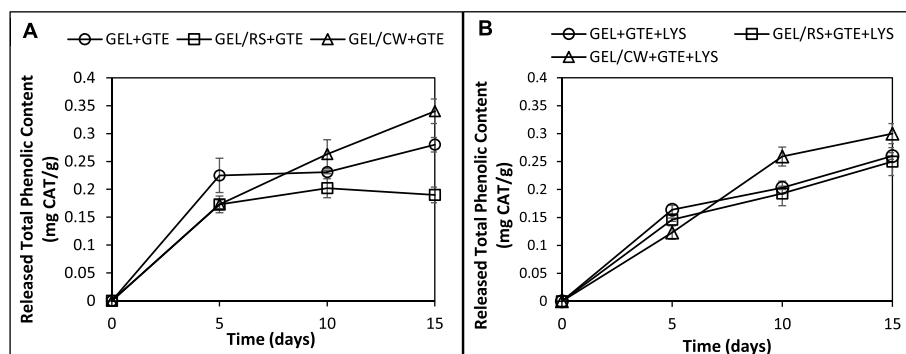 A
GEL+GTE GEL/RS+GTE GEL/CW+GTE
Released Total Phenolic Content
(mg CAT/g)
0.4
0.35
0.3
0.25
0.2
0.15
0.1
0.05
0
0 5 10 15
Time (days)
B
GEL+GTE+LYS GEL/RS+GTE+LYS
GEL/CW+GTE+LYS
Released Total Phenolic Content
(mg CAT/g)
0.4
0.35
0.3
0.25
0.2
0.15
0.1
0.05
0
0 5 10 15
Time (days)